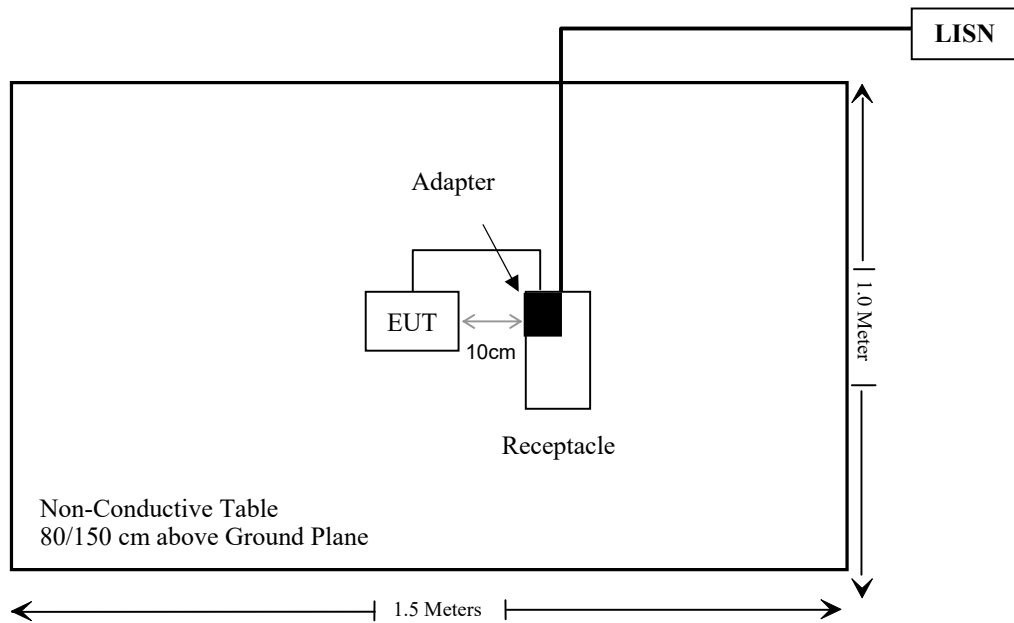 LISN
Adapter
EUT
10cm
1.0 Meter
Receptacle
Non-Conductive Table
80/150 cm above Ground Plane
1.5 Meters